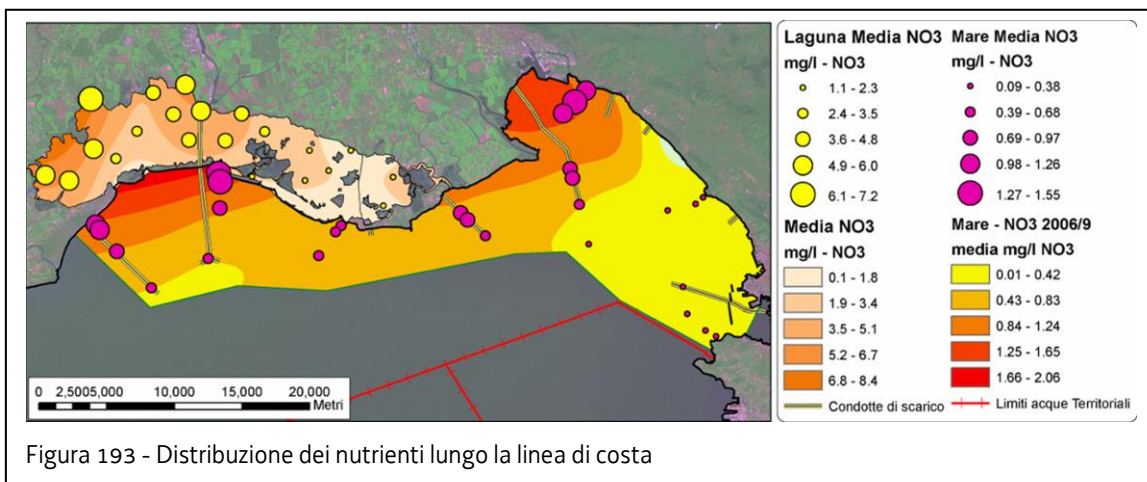 Laguna Media NO3
mg/l - NO3
1.1 - 2.3
2.4 - 3.5
3.6 - 4.8
4.9 - 6.0
6.1 - 7.2
Mare Media NO3
mg/l - NO3
0.09 - 0.38
0.39 - 0.68
0.69 - 0.97
0.98 - 1.26
1.27 - 1.55
Media NO3
mg/l - NO3
0.1 - 1.8
1.9 - 3.4
3.5 - 5.1
5.2 - 6.7
6.8 - 8.4
Condotte di scarico
Mare - NO3 2006/9
media mg/l NO3
0.01 - 0.42
0.43 - 0.83
0.84 - 1.24
1.25 - 1.65
1.66 - 2.06
Limiti acque Territoriali
0 2,5005,000 10,000 15,000 20,000
Metri
Figura 193 - Distribuzione dei nutrienti lungo la linea di costa